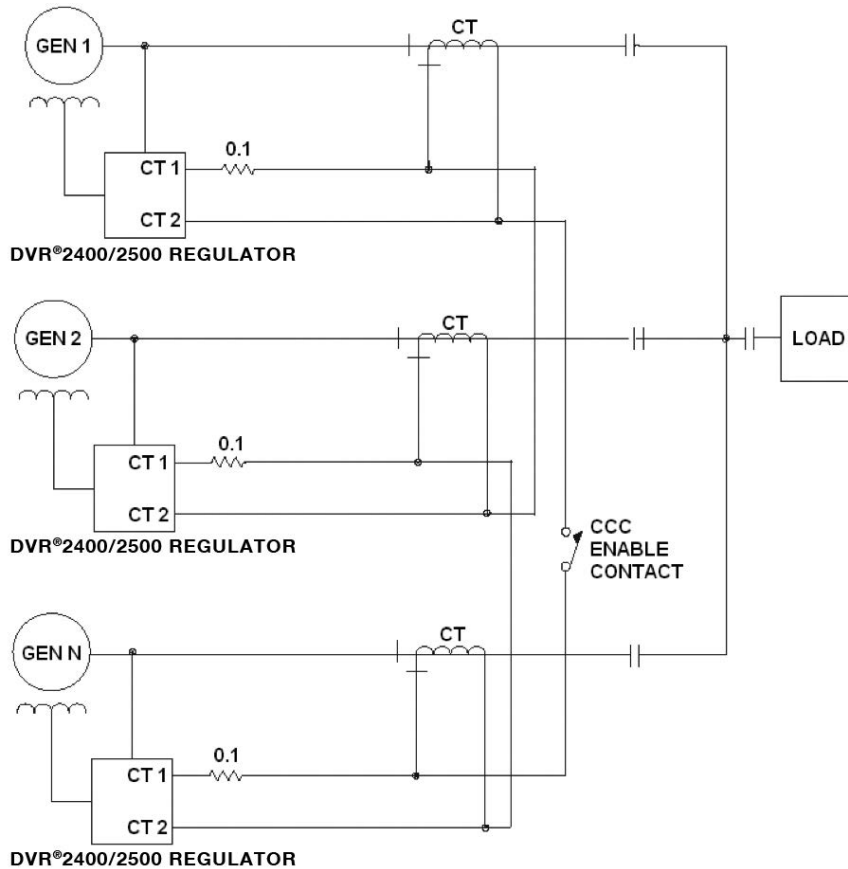 GEN 1
CT
CT 1
0.1
CT 2
DVR®2400/2500 REGULATOR
GEN 2
CT
LOAD
CT 1
0.1
CT 2
DVR®2400/2500 REGULATOR
CCC
ENABLE
CONTACT
GEN N
CT
CT 1
0.1
CT 2
DVR®2400/2500 REGULATOR